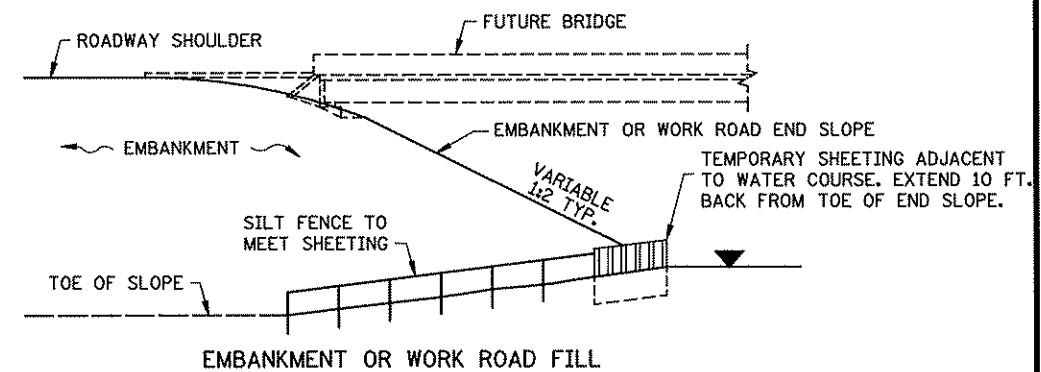 FUTURE BRIDGE
ROADWAY SHOULDER
EMBANKMENT OR WORK ROAD END SLOPE
EMBANKMENT
TEMPORARY SHEETING ADJACENT
TO WATER COURSE. EXTEND 10 FT.
BACK FROM TOE OF END SLOPE.
VARIABLE
1:2 TYP.
SILT FENCE TO
MEET SHEETING
TOE OF SLOPE
EMBANKMENT OR WORK ROAD FILL